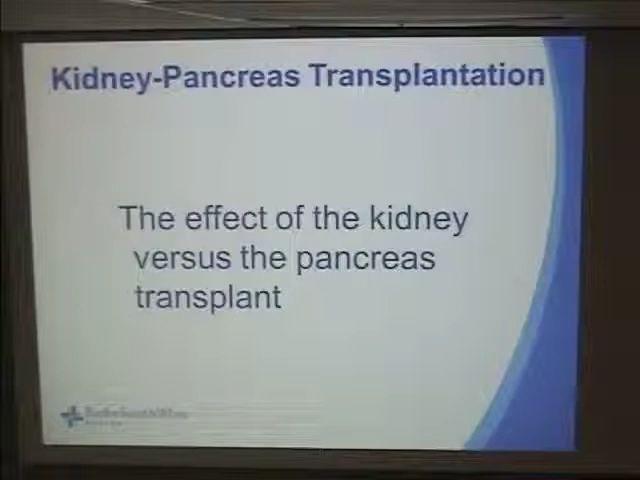 Kidney-Pancreas Transplantation
The effect of the kidney
versus the pancreas
transplant